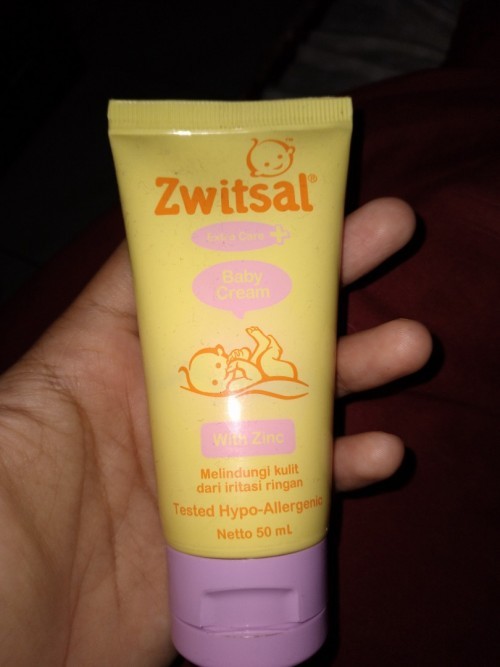 Zwitsal®
Extra Care +
Baby
Cream
With Zinc
Melindungi kulit
dari iritasi ringan
Tested Hypo-Allergenic
Netto 50 mL